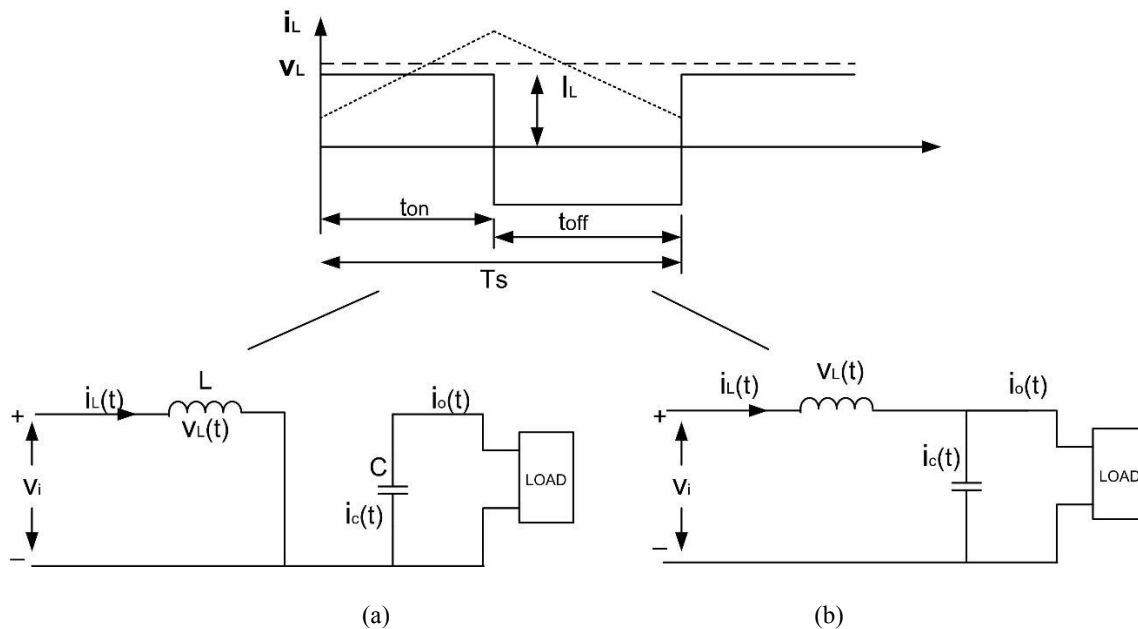 iL
vL
IL
ton
toff
Ts
L
iL(t)
vL(t)
+
vi
–
io(t)
C
ic(t)
LOAD
(a)
vL(t)
iL(t)
io(t)
+
ic(t)
vi
LOAD
–
(b)